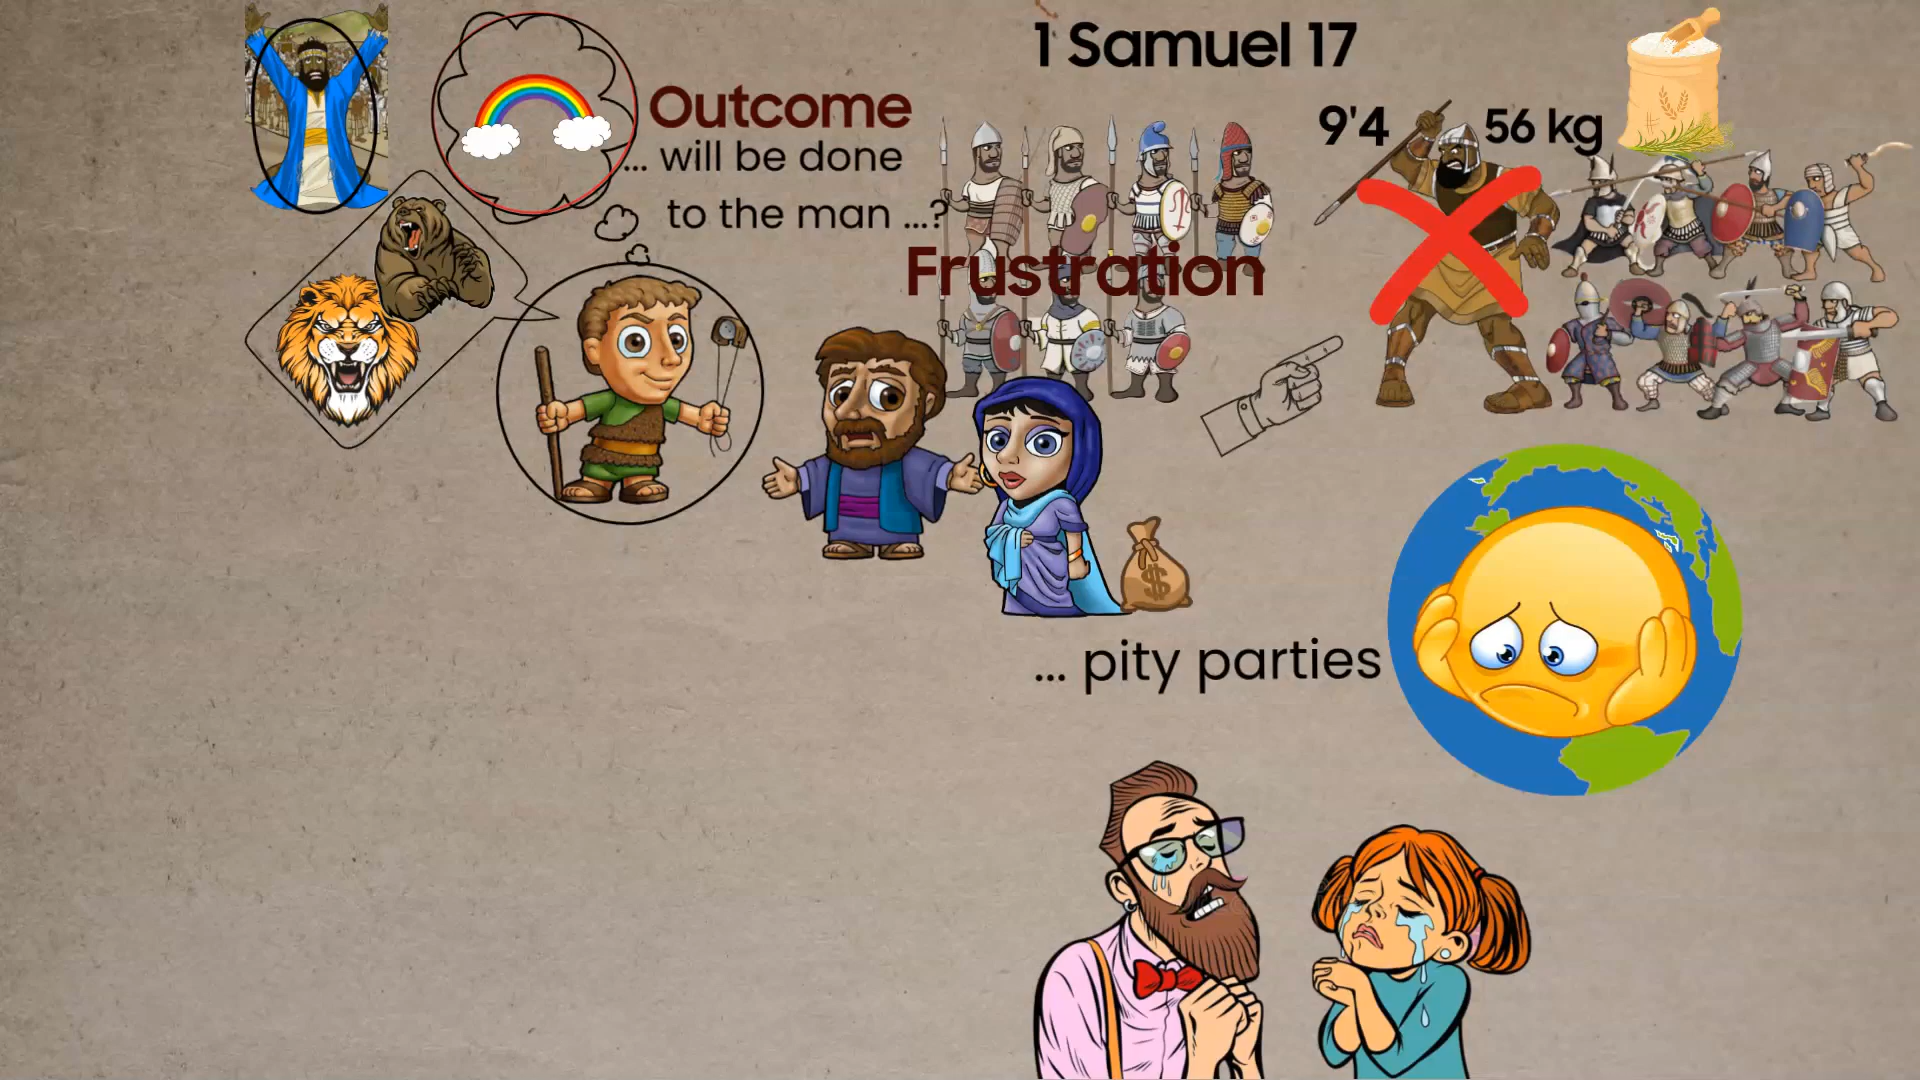 1 Samuel 17
9'4
56 kg
Outcome
... will be done
to the man ...?
Frustration
$
... pity parties